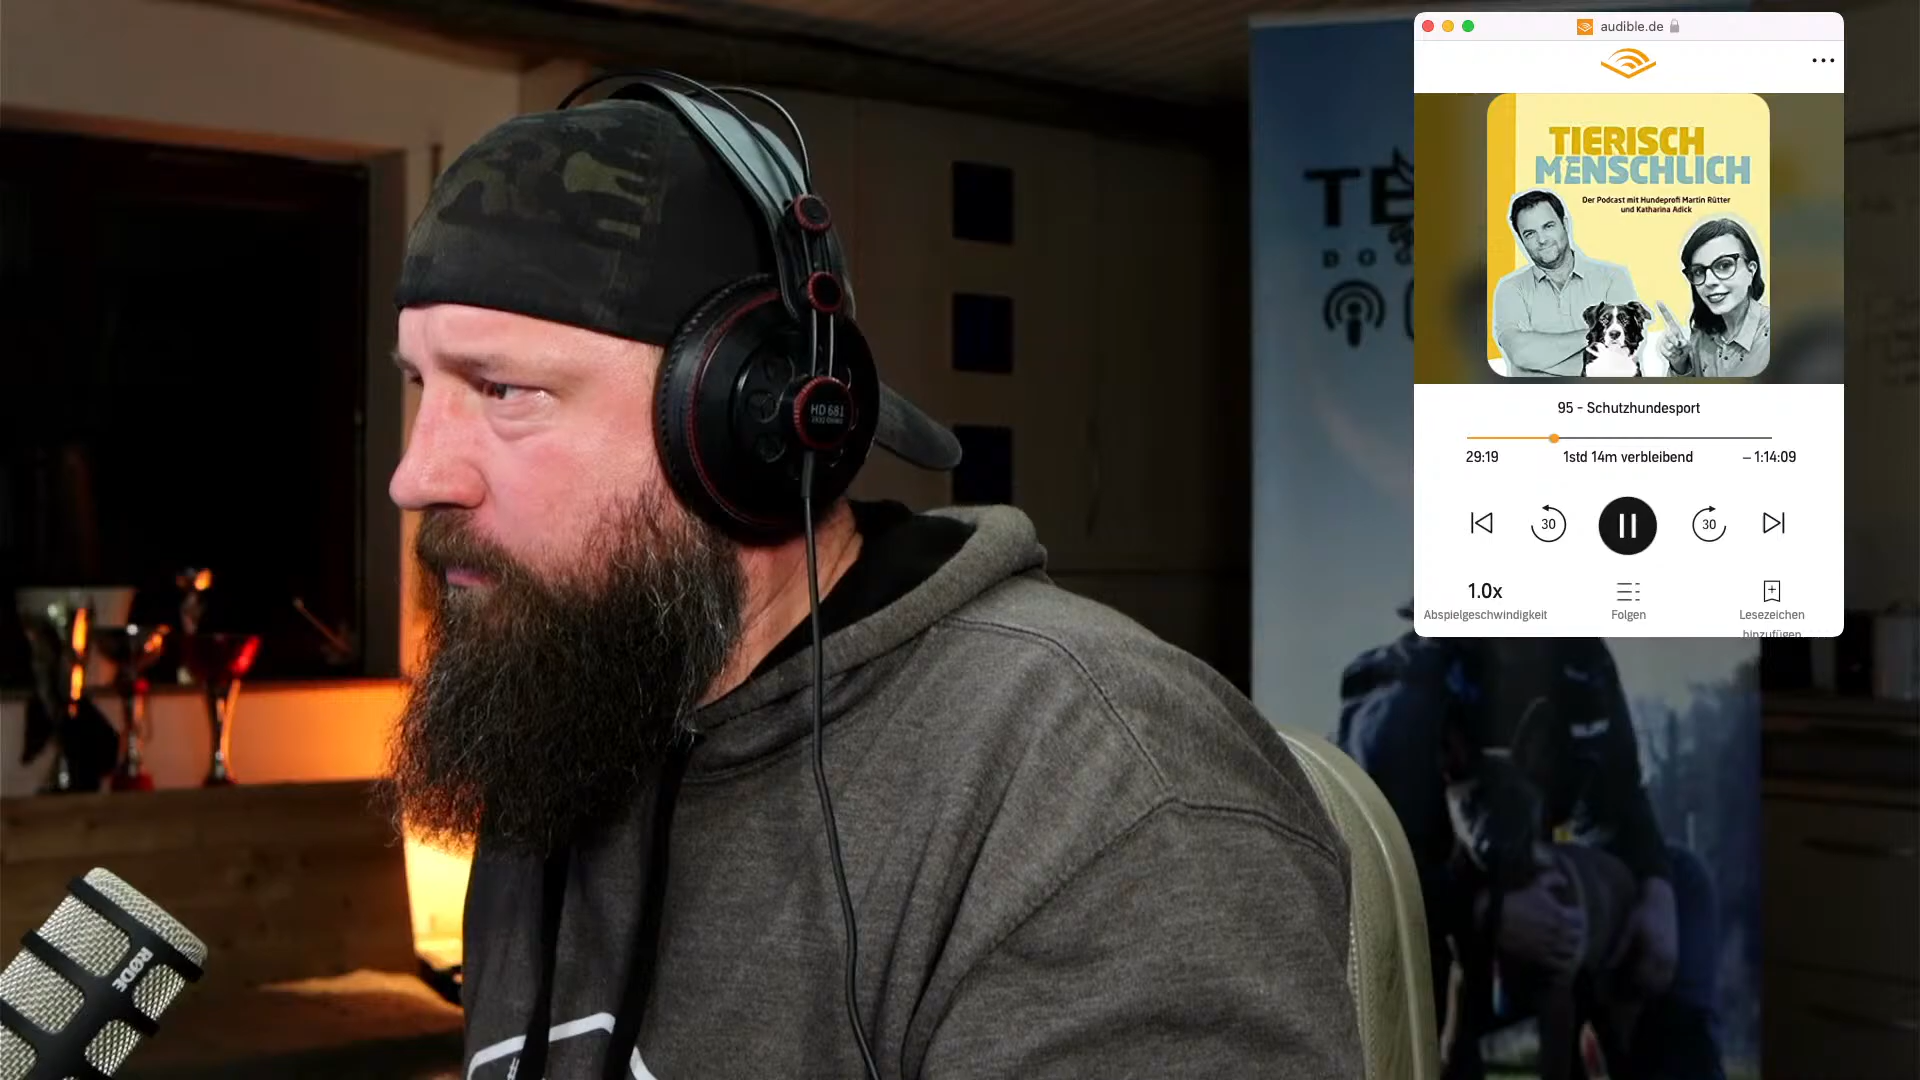 audible.de
TIERISCH
MENSCHLICH
Der Podcast mit Hundeprofi Martin Rütter
und Katharina Adick
95 - Schutzhundesport
29:19
1std 14m verbleibend
– 1:14:09
30
30
1.0x
Abspielgeschwindigkeit
Folgen
Lesezeichen
hinzufügen
HD 681
RØDE